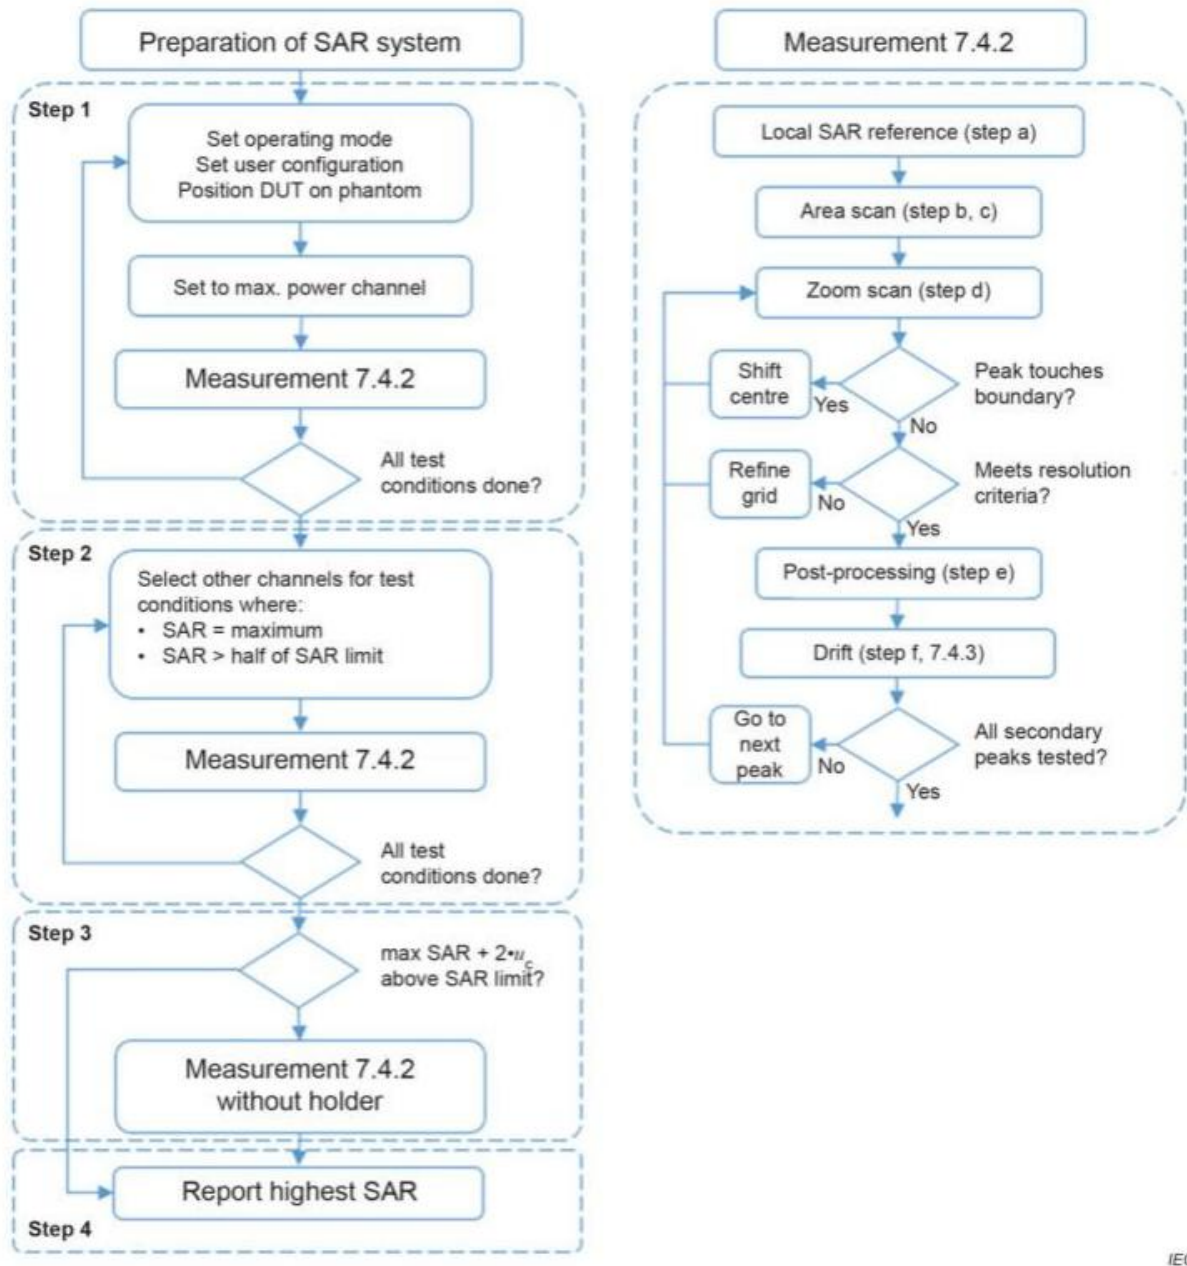 Preparation of SAR system
Step 1
Set operating mode
Set user configuration
Position DUT on phantom
Set to max. power channel
Measurement 7.4.2
All test
conditions done?
Step 2
Select other channels for test
conditions where:
• SAR = maximum
• SAR > half of SAR limit
Measurement 7.4.2
All test
conditions done?
Step 3
max SAR + 2•uc
above SAR limit?
Measurement 7.4.2
without holder
Report highest SAR
Step 4
Measurement 7.4.2
Local SAR reference (step a)
Area scan (step b, c)
Zoom scan (step d)
Shift
centre
Yes
Peak touches
boundary?
No
Refine
grid
No
Meets resolution
criteria?
Yes
Post-processing (step e)
Drift (step f, 7.4.3)
Go to
next
peak
No
All secondary
peaks tested?
Yes